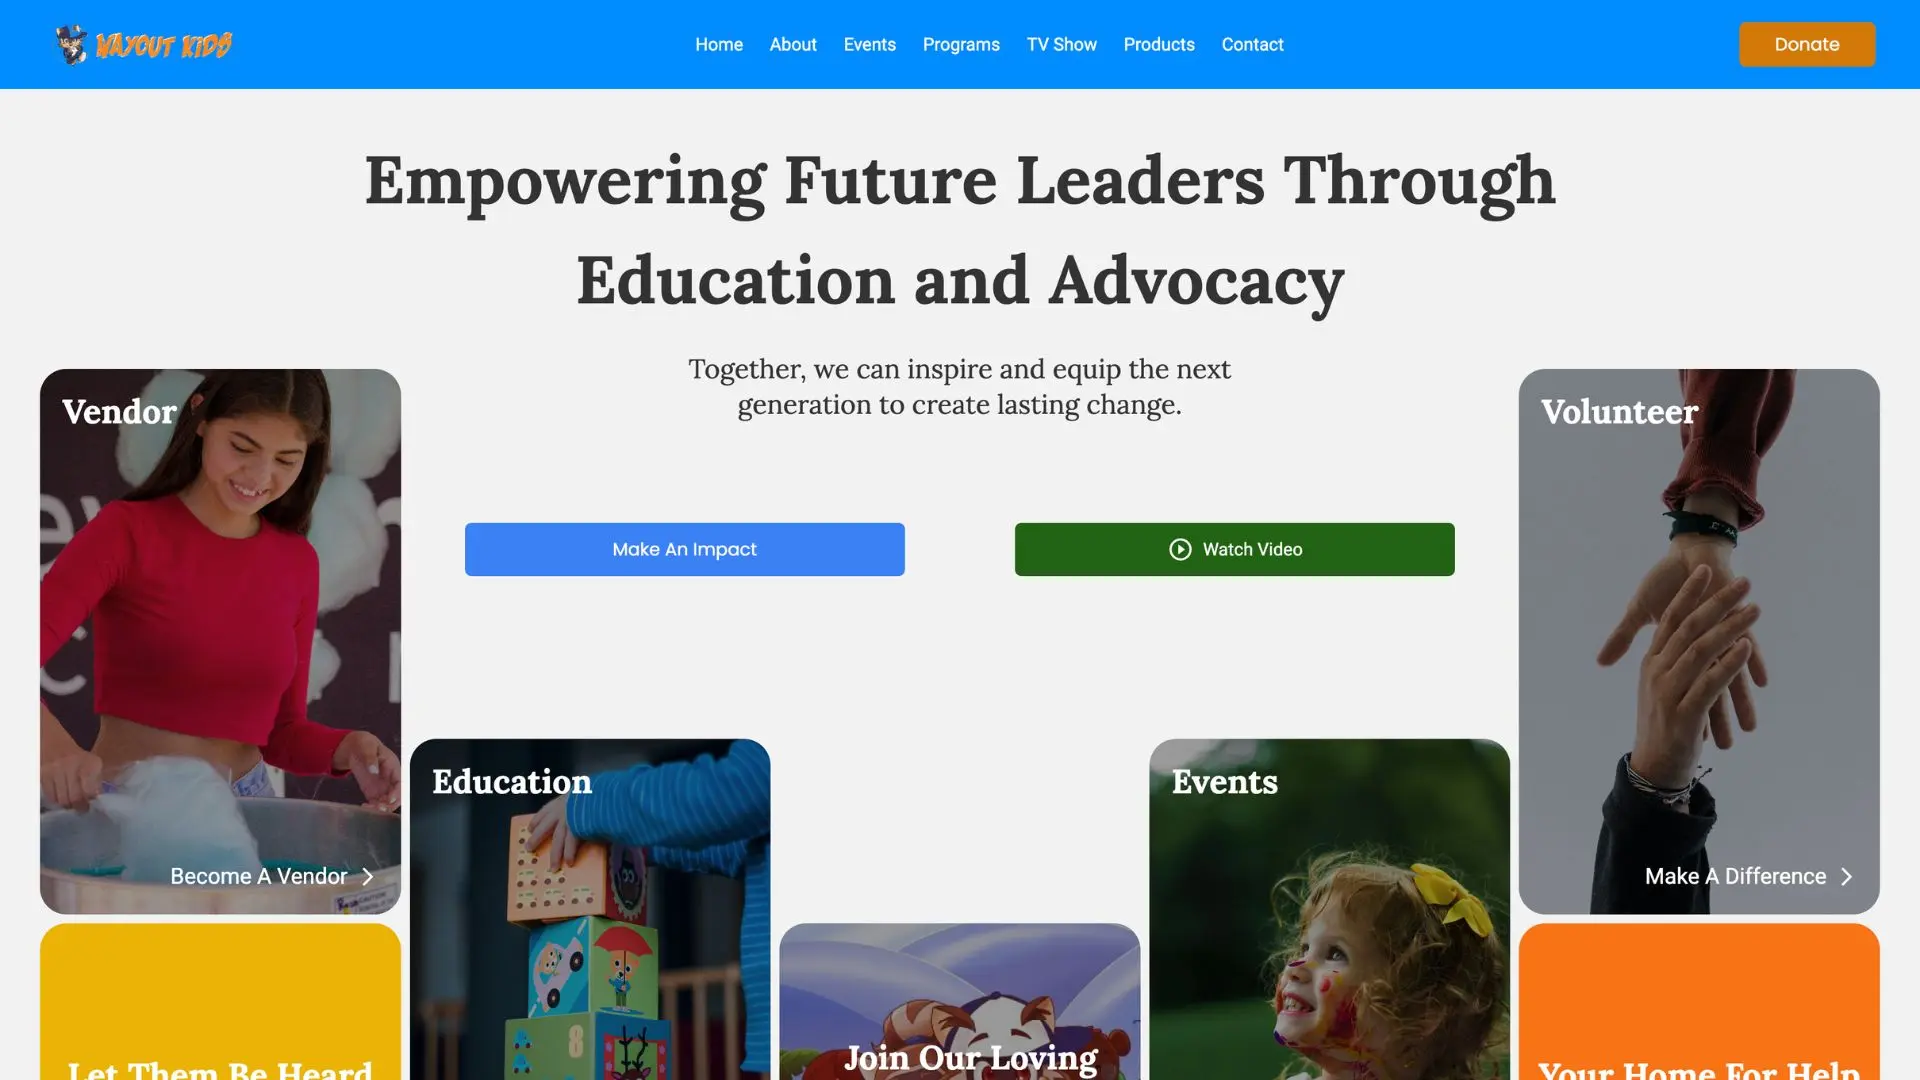 WAYOUT KIDS
Home
About
Events
Programs
TV Show
Products
Contact
Donate
Empowering Future Leaders Through
Education and Advocacy
Together, we can inspire and equip the next
generation to create lasting change.
Make An Impact
Watch Video
Vendor
Become A Vendor
Volunteer
Make A Difference
Education
8
Events
Let Them Be Heard
Join Our Loving
Your Home For Help